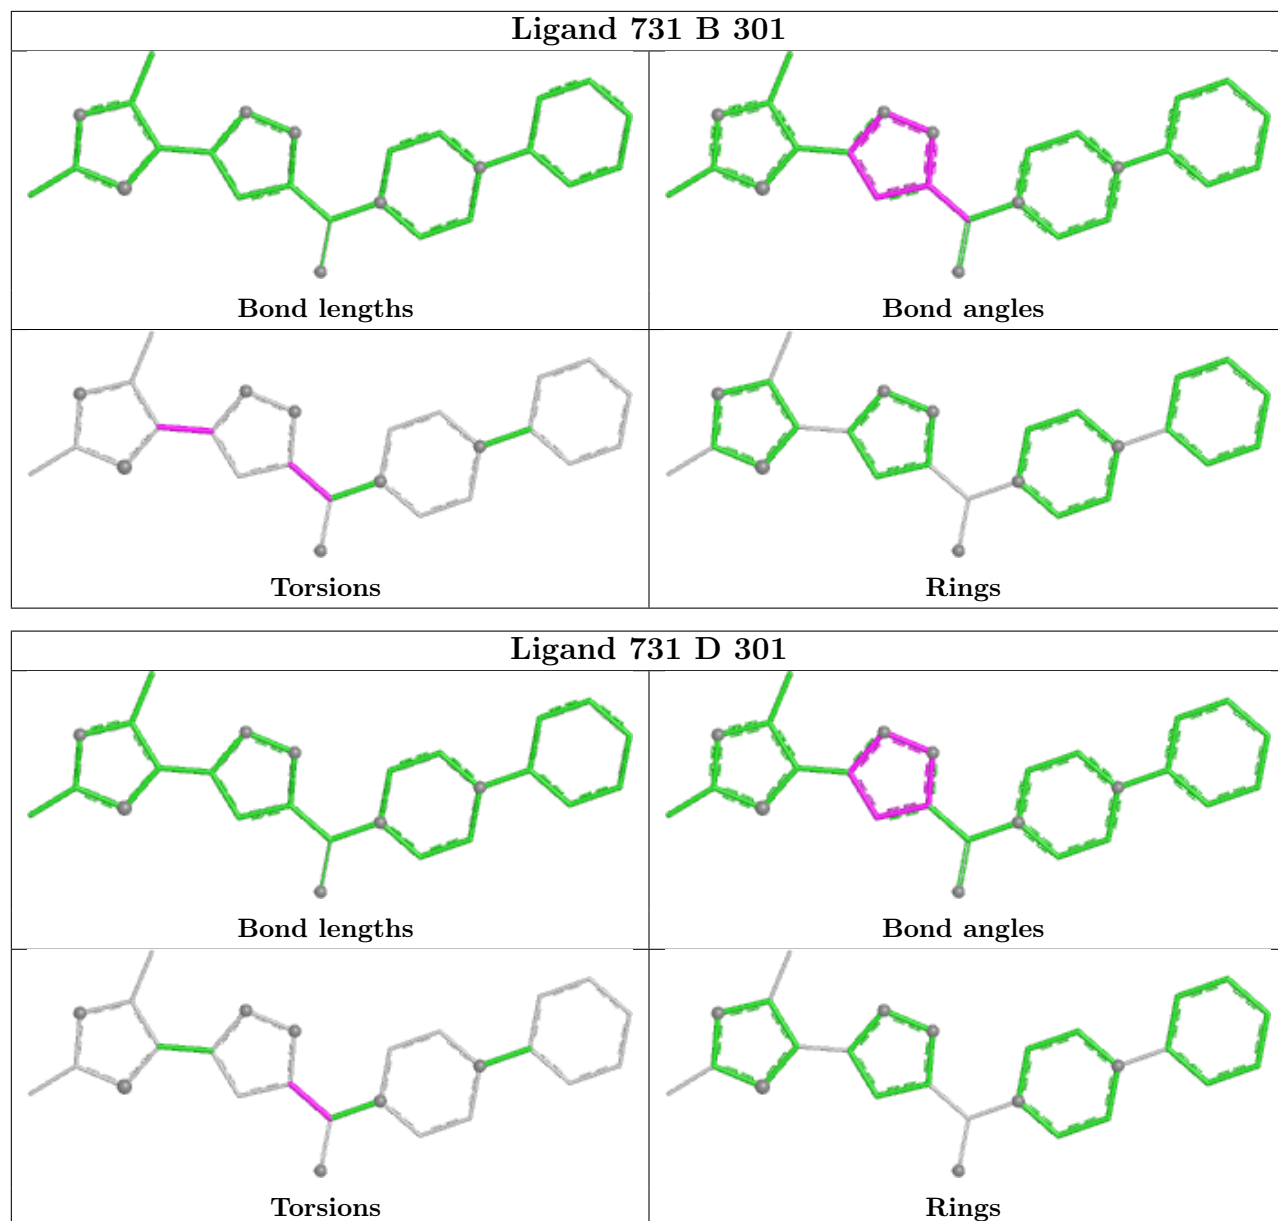 Ligand 731 B 301
Bond lengths
Bond angles
Torsions
Rings
Ligand 731 D 301
Bond lengths
Bond angles
Torsions
Rings